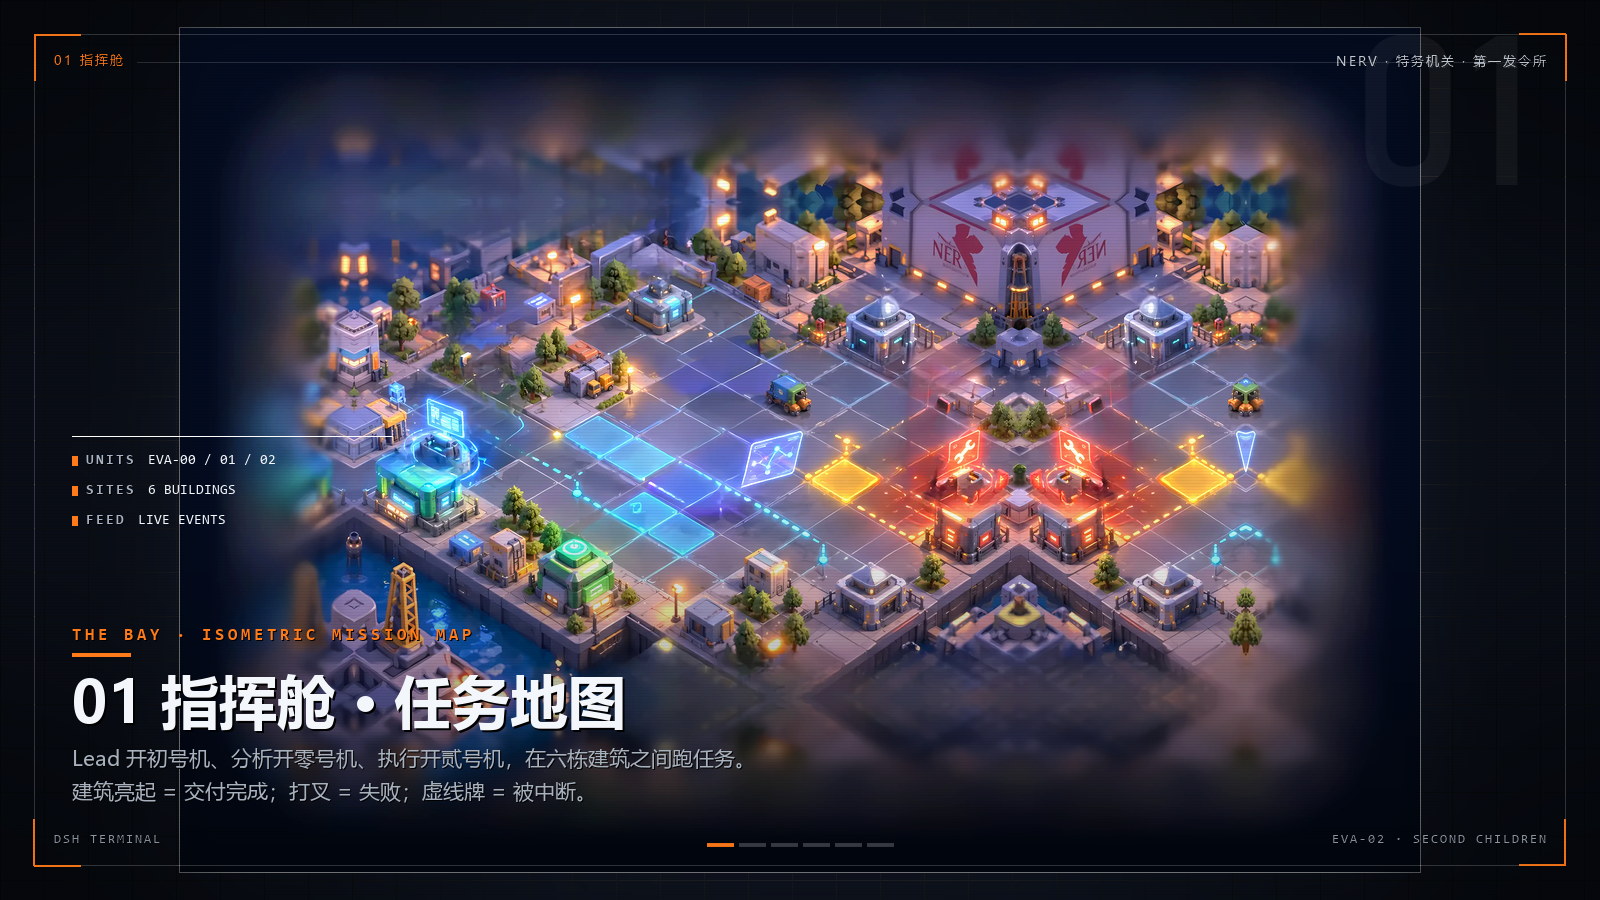 01 指挥舱
NERV · 特务机关 · 第一发令所
01
NER
UNITS EVA-00 / 01 / 02
SITES 6 BUILDINGS
FEED LIVE EVENTS
THE BAY · ISOMETRIC MISSION MAP
01 指挥舱 · 任务地图
Lead 开初号机、分析开零号机、执行开贰号机，在六栋建筑之间跑任务。
建筑亮起 = 交付完成；打叉 = 失败；虚线牌 = 被中断。
DSH TERMINAL
EVA-02 · SECOND CHILDREN